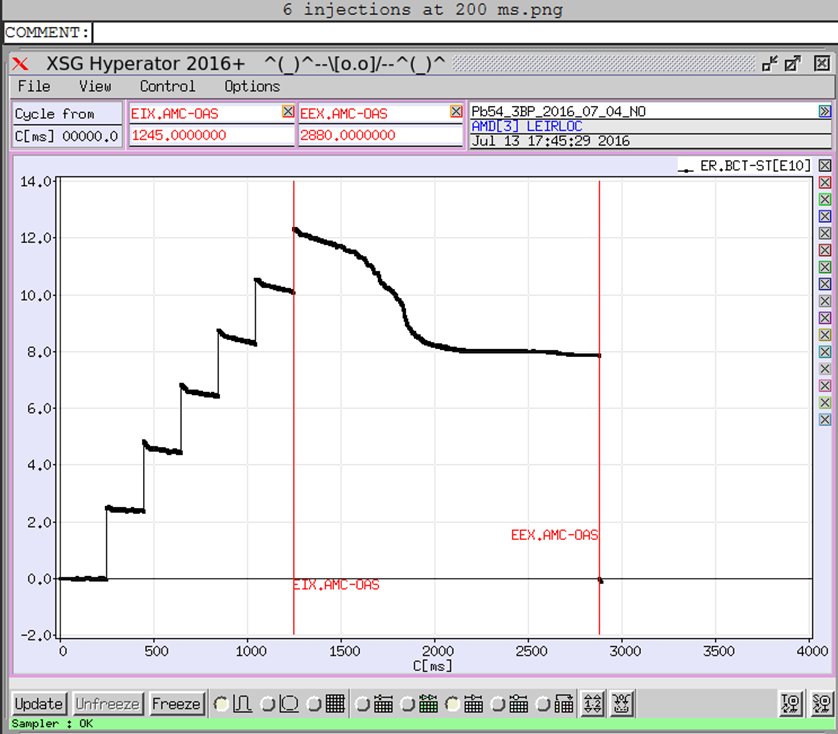 6 injections at 200 ms.png
COMMENT:
XSG Hyperator 2016+ ^(_)^--\[o.o]/--^(_)^
File View Control Options
Cycle from
C[ms] 00000.0
EIX.AMC-OAS
1245.0000000
EEX.AMC-OAS
2880.0000000
Pb54_3BP_2016_07_04_NO
AMD[3] LEIRLOC
Jul 13 17:45:29 2016
ER.BCT-ST[E10]
14.0
12.0
10.0
8.0
6.0
4.0
2.0
0.0
-2.0
EEX.AMC-OAS
EIX.AMC-OAS
0 500 1000 1500 2000 2500 3000 3500 4000
C[ms]
Update Unfreeze Freeze
Sampler : OK